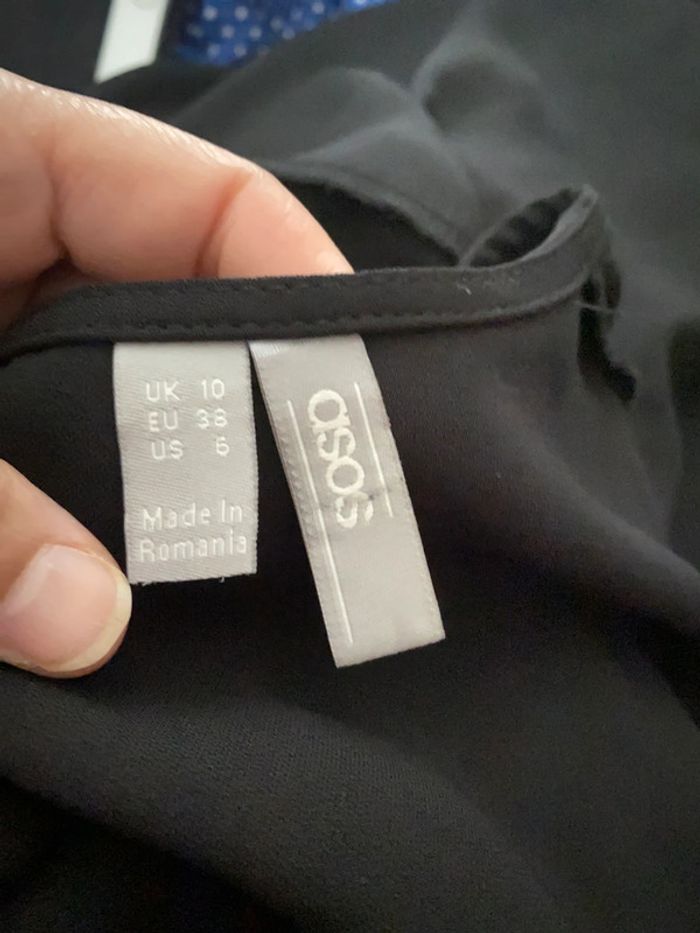 UK 10
EU 38
US 6
Made In
Romania
asos